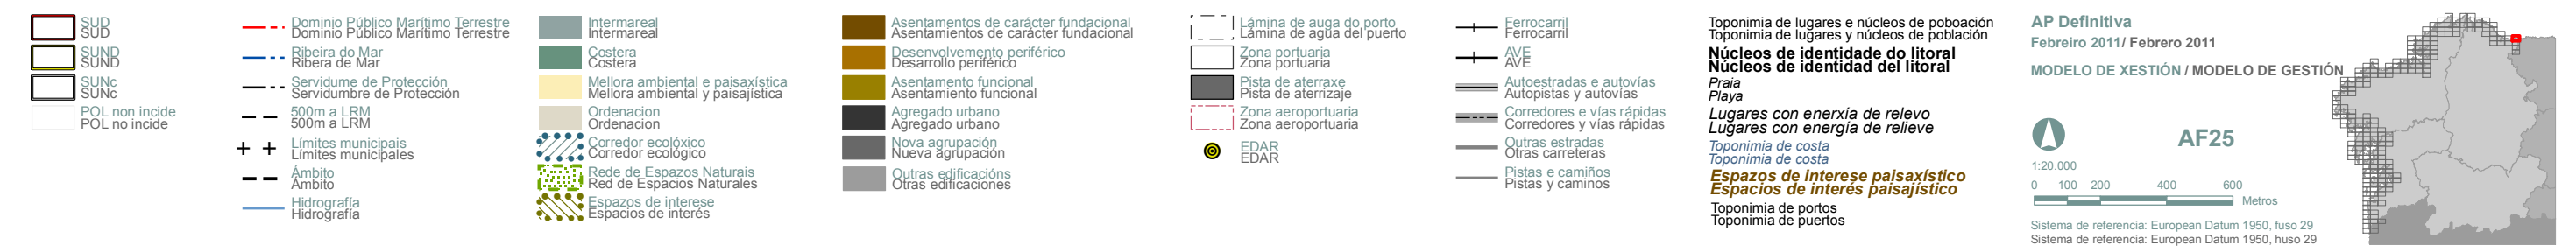 SUD
SUD
SUND
SUND
SUNc
SUNc
POL non incide
POL no incide
Dominio Público Marítimo Terrestre
Dominio Público Marítimo Terrestre
Ribeira do Mar
Ribera de Mar
Servidume de Protección
Servidumbre de Protección
500m a LRM
500m a LRM
Límites municipais
Límites municipales
Ámbito
Ámbito
Hidrografía
Hidrografía
Intermareal
Intermareal
Costera
Costera
Mellora ambiental e paisaxística
Mellora ambiental y paisajística
Ordenacion
Ordenacion
Corredor ecolóxico
Corredor ecológico
Rede de Espazos Naturais
Red de Espacios Naturales
Espazos de interese
Espacios de interés
Asentamentos de carácter fundacional
Asentamientos de carácter fundacional
Desenvolvemento periférico
Desarrollo periférico
Asentamento funcional
Asentamiento funcional
Agregado urbano
Agregado urbano
Nova agrupación
Nueva agrupación
Outras edificacións
Otras edificaciones
Lámina de auga do porto
Lámina de agua del puerto
Zona portuaria
Zona portuaria
Pista de aterraxe
Pista de aterrizaje
Zona aeroportuaria
Zona aeroportuaria
EDAR
EDAR
Ferrocarril
Ferrocarril
AVE
AVE
Autoestradas e autovías
Autopistas y autovías
Corredores e vías rápidas
Corredores y vías rápidas
Outras estradas
Otras carreteras
Pistas e camiños
Pistas y caminos
Toponimia de lugares e núcleos de poboación
Toponimia de lugares y núcleos de población
Núcleos de identidade do litoral
Núcleos de identidad del litoral
Praia
Playa
Lugares con enerxía de relevo
Lugares con energía de relieve
Toponimia de costa
Toponimia de costa
Espazos de interese paisaxístico
Espacios de interés paisajístico
Toponimia de portos
Toponimia de puertos
AP Definitiva
Febreiro 2011/ Febrero 2011
MODELO DE XESTIÓN / MODELO DE GESTIÓN
AF25
1:20.000
0 100 200 400 600
Metros
Sistema de referencia: European Datum 1950, fuso 29
Sistema de referencia: European Datum 1950, huso 29